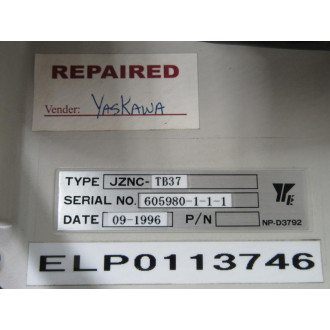 REPAIRED
Vender: YASKAWA
TYPE JZNC-TB37
SERIAL NO. 605980-1-1-1
DATE 09-1996 P/N
NP-D3792
ELP0113746